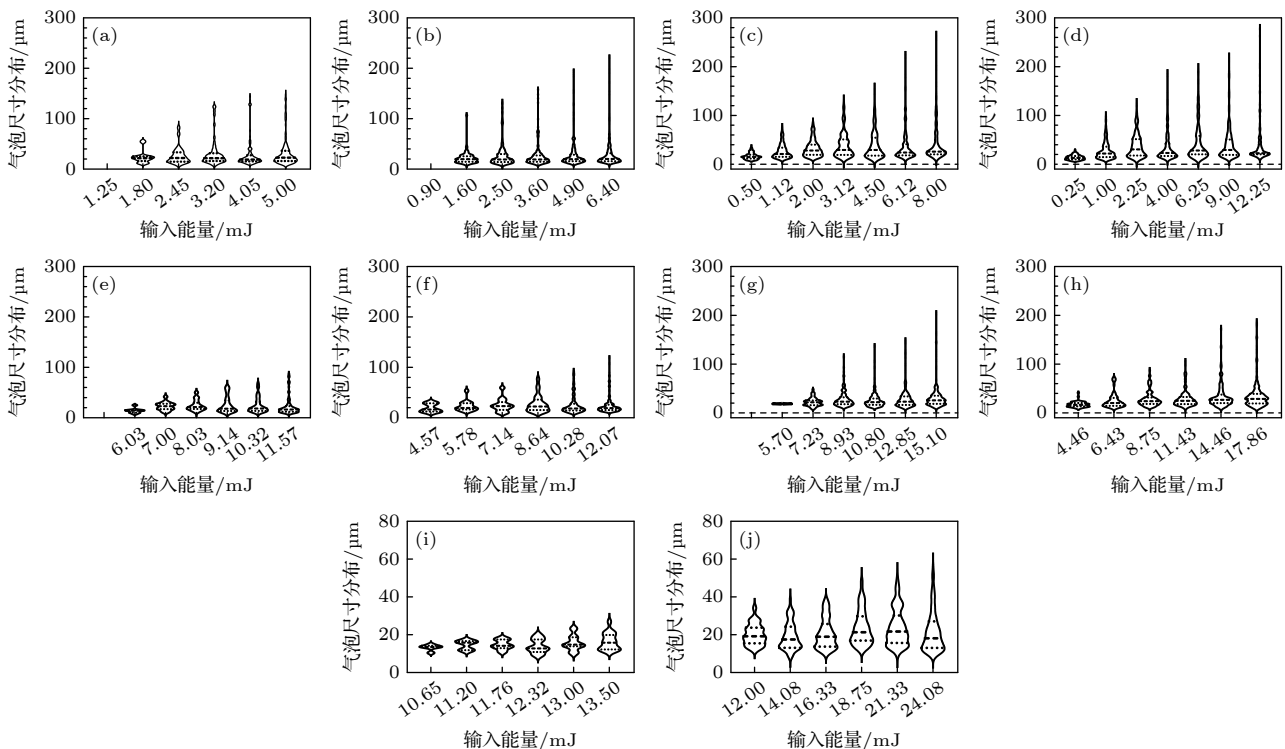 气泡尺寸分布/μm
300
200
100
0
(a)
1.25 1.80 2.45 3.20 4.05 5.00
输入能量/mJ
气泡尺寸分布/μm
300
200
100
0
(b)
0.90 1.60 2.50 3.60 4.90 6.40
输入能量/mJ
气泡尺寸分布/μm
300
200
100
0
(c)
0.50 1.12 2.00 3.12 4.50 6.12 8.00
输入能量/mJ
气泡尺寸分布/μm
300
200
100
0
(d)
0.25 1.00 2.25 4.00 6.25 9.00 12.25
输入能量/mJ
气泡尺寸分布/μm
300
200
100
0
(e)
6.03 7.00 8.03 9.14 10.32 11.57
输入能量/mJ
气泡尺寸分布/μm
300
200
100
0
(f)
4.57 5.78 7.14 8.64 10.28 12.07
输入能量/mJ
气泡尺寸分布/μm
300
200
100
0
(g)
5.70 7.23 8.93 10.80 12.85 15.10
输入能量/mJ
气泡尺寸分布/μm
300
200
100
0
(h)
4.46 6.43 8.75 11.43 14.46 17.86
输入能量/mJ
气泡尺寸分布/μm
80
60
40
20
0
(i)
10.65 11.20 11.76 12.32 13.00 13.50
输入能量/mJ
气泡尺寸分布/μm
80
60
40
20
0
(j)
12.00 14.08 16.33 18.75 21.33 24.08
输入能量/mJ